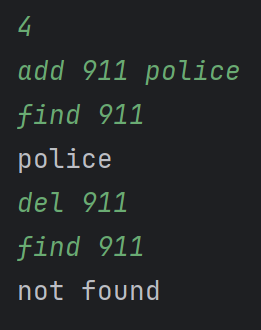 4
add 911 police
find 911
police
del 911
find 911
not found